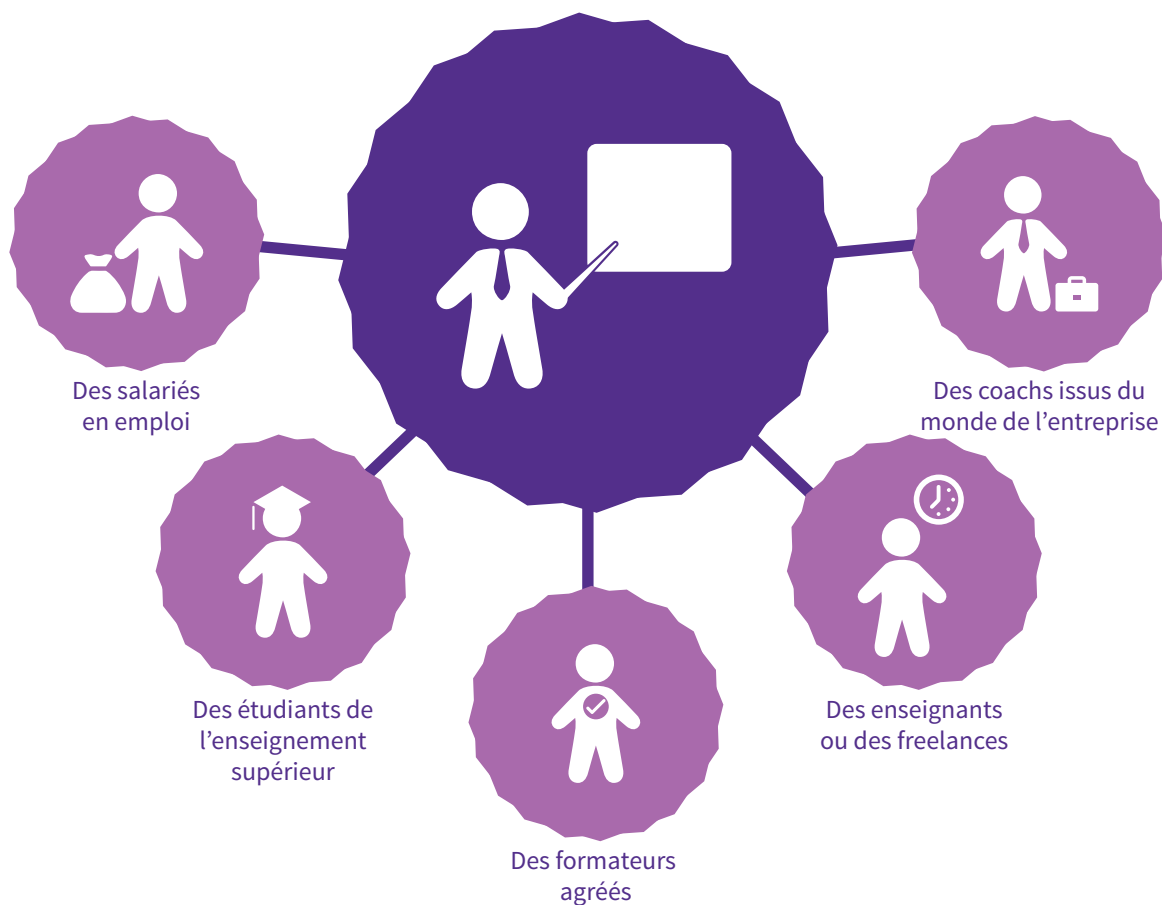 Des salariés
en emploi
Des coachs issus du
monde de l’entreprise
Des étudiants de
l’enseignement
supérieur
Des enseignants
ou des freelances
Des formateurs
agréés